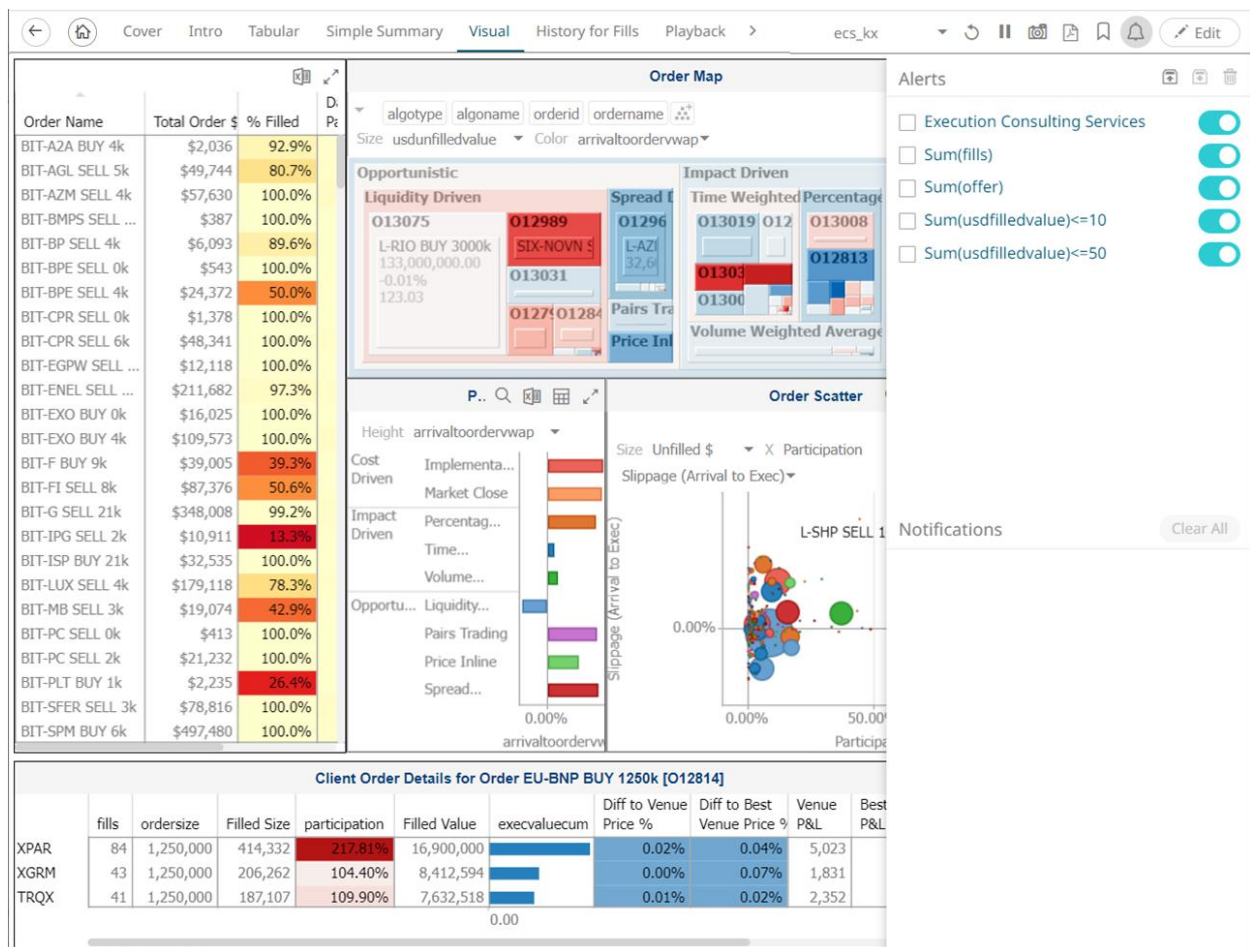 Cover Intro Tabular Simple Summary Visual History for Fills Playback > ecs_kx Edit
Order Name Total Order $ % Filled
BIT-A2A BUY 4k $2,036 92.9%
BIT-AGL SELL 5k $49,744 80.7%
BIT-AZM SELL 4k $57,630 100.0%
BIT-BMPS SELL ... $387 100.0%
BIT-BP SELL 4k $6,093 89.6%
BIT-BPE SELL 0k $543 100.0%
BIT-BPE SELL 4k $24,372 50.0%
BIT-CPR SELL 0k $1,378 100.0%
BIT-CPR SELL 6k $48,341 100.0%
BIT-EGPW SELL ... $12,118 100.0%
BIT-ENEL SELL ... $211,682 97.3%
BIT-EXO BUY 0k $16,025 100.0%
BIT-EXO BUY 4k $109,573 100.0%
BIT-F BUY 9k $39,005 39.3%
BIT-FI SELL 8k $87,376 50.6%
BIT-G SELL 21k $348,008 99.2%
BIT-IPG SELL 2k $10,911 13.3%
BIT-ISP BUY 21k $32,535 100.0%
BIT-LUX SELL 4k $179,118 78.3%
BIT-MB SELL 3k $19,074 42.9%
BIT-PC SELL 0k $413 100.0%
BIT-PC SELL 2k $21,232 100.0%
BIT-PLT BUY 1k $2,235 26.4%
BIT-SFER SELL 3k $78,816 100.0%
BIT-SPM BUY 6k $497,480 100.0%
Order Map
algotype algoname orderid ordername
Size usdunfilledvalue Color arrivaltoordervwap
Opportunistic Impact Driven
Liquidity Driven Spread Time Weighted Percentage
O13075 O12989 O1296 O13019 O12 O13008
L-RIO BUY 3000k SIX-NOVN S L-AZI
133,000,000.00 32,6
-0.01% O13031 O1303 O12813
123.03
O1279 O1284 Pairs Tra O1300
Price Inl Volume Weighted Average
P..
Height arrivaltoordervwap
Cost Driven Implementa...
Market Close
Impact Driven Percentag...
Time...
Volume...
Opportu... Liquidity...
Pairs Trading
Price Inline
Spread...
0.00%
arrivaltoordervw
Order Scatter
Size Unfilled $ X Participation
Slippage (Arrival to Exec)
L-SHP SELL 1
Slippage (Arrival to Exec)
0.00%
0.00% 50.00
Participa
Alerts
Execution Consulting Services
Sum(fills)
Sum(offer)
Sum(usdfilledvalue)<=10
Sum(usdfilledvalue)<=50
Notifications Clear All
Client Order Details for Order EU-BNP BUY 1250k [O12814]
fills ordersize Filled Size participation Filled Value execvaluecum Diff to Venue Price % Diff to Best Venue Price % Venue P&L Best P&L
XPAR 84 1,250,000 414,332 217.81% 16,900,000 0.02% 0.04% 5,023
XGRM 43 1,250,000 206,262 104.40% 8,412,594 0.00% 0.07% 1,831
TRQX 41 1,250,000 187,107 109.90% 7,632,518 0.01% 0.02% 2,352
0.00